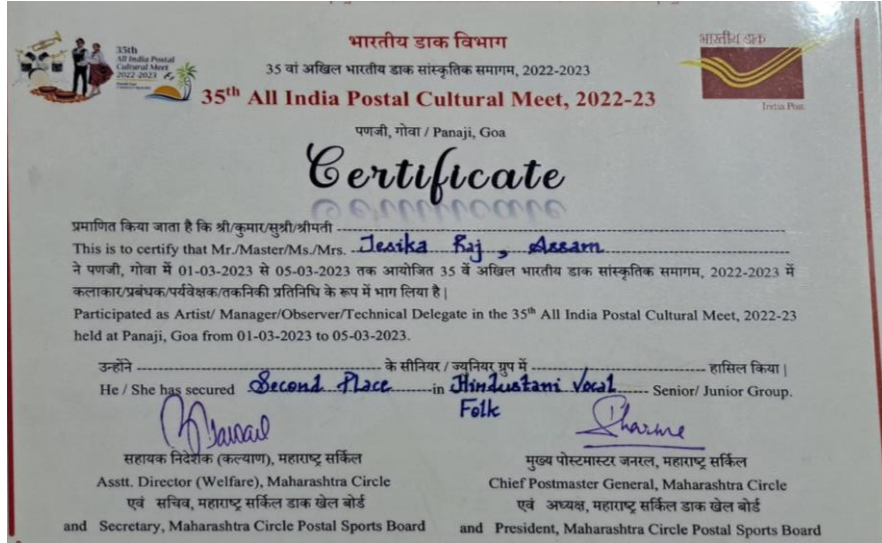 35th
All India Postal
Cultural Meet
2022-2023
भारतीय डाक विभाग
35 वां अखिल भारतीय डाक सांस्कृतिक समागम, 2022-2023
35th All India Postal Cultural Meet, 2022-23
भारतीय डाक
India Post
पणजी, गोवा / Panaji, Goa
Certificate
प्रमाणित किया जाता है कि श्री/कुमार/सुश्री/श्रीमती
This is to certify that Mr./Master/Ms./Mrs. Jesika Raj, Assam
ने पणजी, गोवा में 01-03-2023 से 05-03-2023 तक आयोजित 35 वें अखिल भारतीय डाक सांस्कृतिक समागम, 2022-2023 में
कलाकार/प्रबंधक/पर्यवेक्षक/तकनिकी प्रतिनिधि के रूप में भाग लिया है|
Participated as Artist/ Manager/Observer/Technical Delegate in the 35th All India Postal Cultural Meet, 2022-23
held at Panaji, Goa from 01-03-2023 to 05-03-2023.
उन्होंने के सीनियर / ज्युनियर ग्रुप में हासिल किया|
He / She has secured Second Place in Hindustani Vocal Senior/ Junior Group.
Folk
Sharma
सहायक निदेशक (कल्याण), महाराष्ट्र सर्किल
Asstt. Director (Welfare), Maharashtra Circle
एवं सचिव, महाराष्ट्र सर्किल डाक खेल बोर्ड
and Secretary, Maharashtra Circle Postal Sports Board
मुख्य पोस्टमास्टर जनरल, महाराष्ट्र सर्किल
Chief Postmaster General, Maharashtra Circle
एवं अध्यक्ष, महाराष्ट्र सर्किल डाक खेल बोर्ड
and President, Maharashtra Circle Postal Sports Board